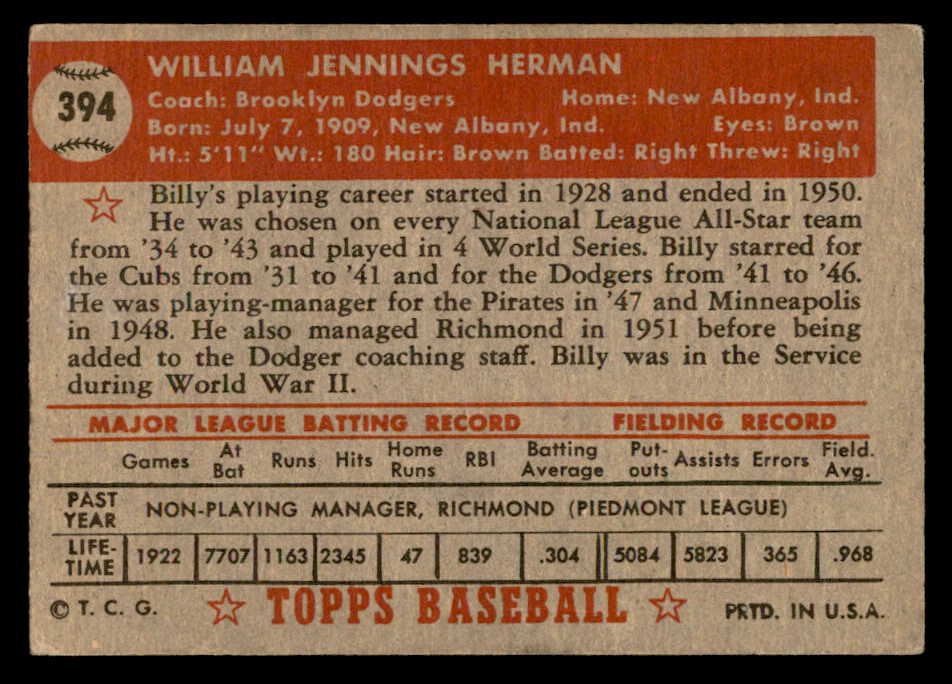 394
WILLIAM JENNINGS HERMAN
Coach: Brooklyn Dodgers Home: New Albany, Ind.
Born: July 7, 1909, New Albany, Ind. Eyes: Brown
Ht.: 5'11" Wt.: 180 Hair: Brown Batted: Right Threw: Right
Billy's playing career started in 1928 and ended in 1950.
He was chosen on every National League All-Star team
from '34 to '43 and played in 4 World Series. Billy starred for
the Cubs from '31 to '41 and for the Dodgers from '41 to '46.
He was playing-manager for the Pirates in '47 and Minneapolis
in 1948. He also managed Richmond in 1951 before being
added to the Dodger coaching staff. Billy was in the Service
during World War II.
MAJOR LEAGUE BATTING RECORD FIELDING RECORD
Games At Bat Runs Hits Home Runs RBI Batting Average Put-outs Assists Errors Field. Avg.
PAST YEAR NON-PLAYING MANAGER, RICHMOND (PIEDMONT LEAGUE)
LIFE-TIME 1922 7707 1163 2345 47 839 .304 5084 5823 365 .968
© T. C. G. TOPPS BASEBALL PRTD. IN U.S.A.